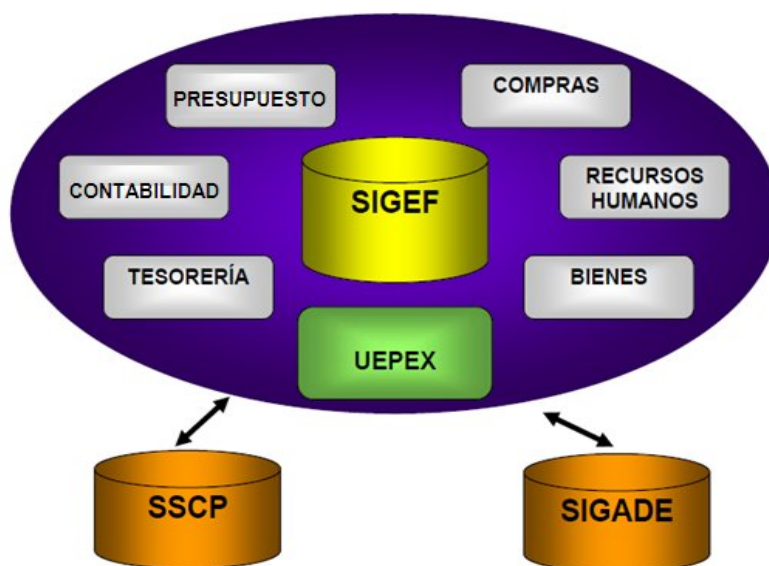 PRESUPUESTO
COMPRAS
CONTABILIDAD
SIGEF
RECURSOS
HUMANOS
TESORERÍA
BIENES
UEPEX
SSCP
SIGADE